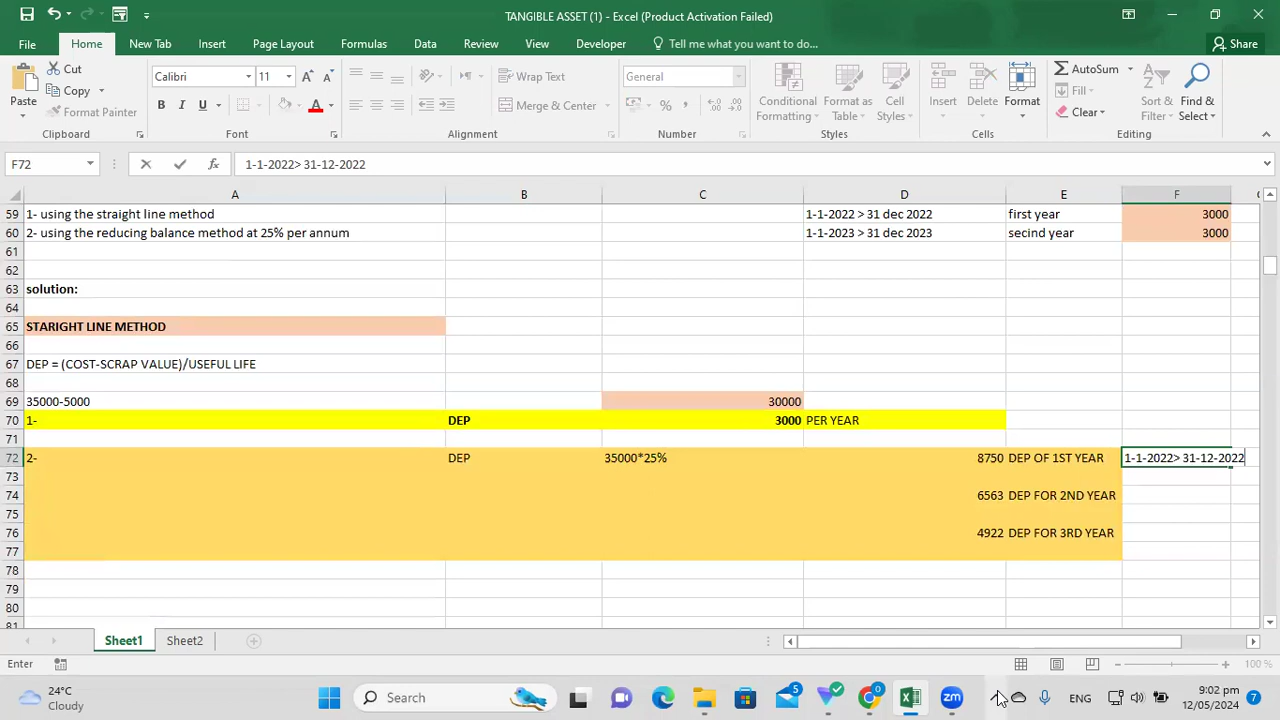 TANGIBLE ASSET (1) - Excel (Product Activation Failed)
File Home New Tab Insert Page Layout Formulas Data Review View Developer Tell me what you want to do... Share
Paste Cut Copy Format Painter Clipboard
Calibri 11 B I U A Font
Wrap Text Merge & Center Alignment
General % Number
Conditional Formatting Format as Table Cell Styles Styles
Insert Delete Format Cells
AutoSum Fill Clear Sort & Filter Find & Select Editing
F72 fx 1-1-2022> 31-12-2022
A B C D E F
59 1- using the straight line method 1-1-2022 > 31 dec 2022 first year 3000
60 2- using the reducing balance method at 25% per annum 1-1-2023 > 31 dec 2023 secind year 3000
61
62
63 solution:
64
65 STARIGHT LINE METHOD
66
67 DEP = (COST-SCRAP VALUE)/USEFUL LIFE
68
69 35000-5000 30000
70 1- DEP 3000 PER YEAR
71
72 2- DEP 35000*25% 8750 DEP OF 1ST YEAR 1-1-2022> 31-12-2022
73
74 6563 DEP FOR 2ND YEAR
75
76 4922 DEP FOR 3RD YEAR
77
78
79
80
81
Sheet1 Sheet2
Enter 100 %
24°C Cloudy Search 5 0 zm ENG 9:02 pm 12/05/2024 7